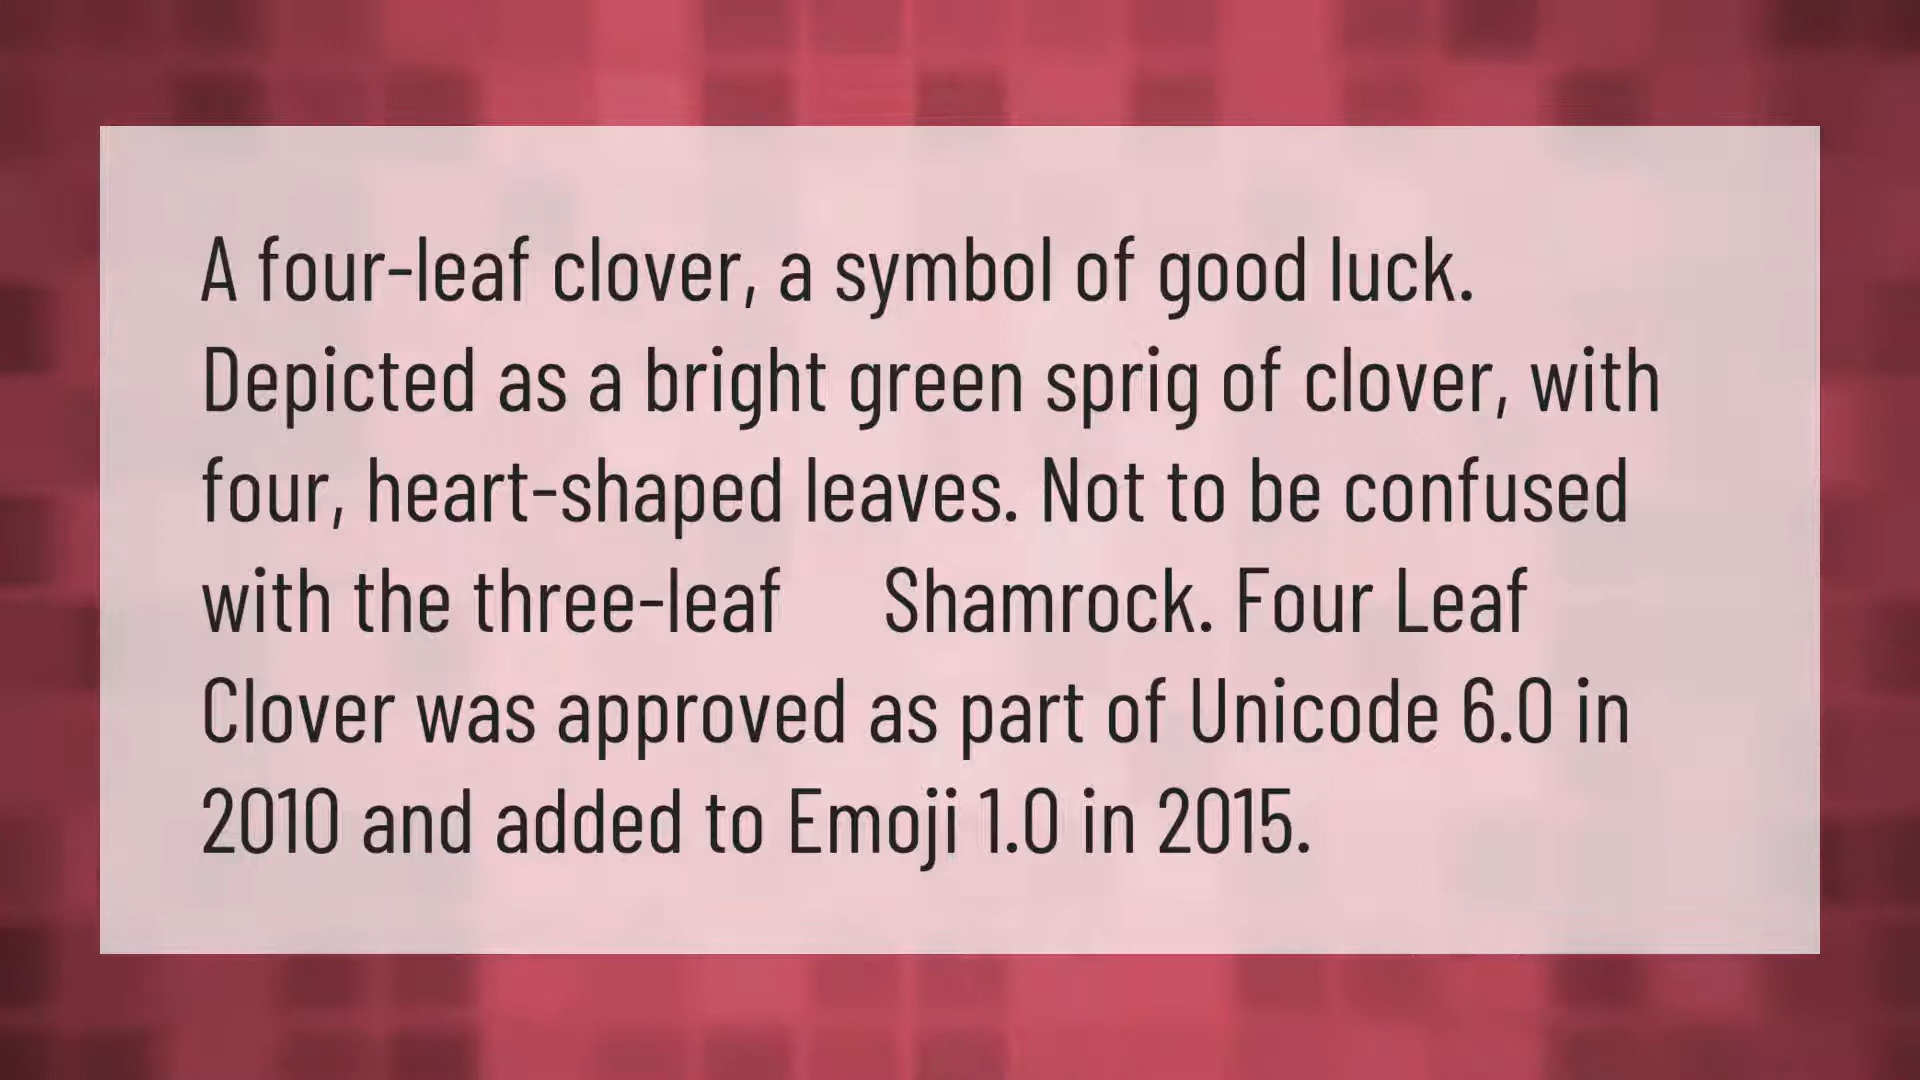 A four-leaf clover, a symbol of good luck.
Depicted as a bright green sprig of clover, with
four, heart-shaped leaves. Not to be confused
with the three-leaf Shamrock. Four Leaf
Clover was approved as part of Unicode 6.0 in
2010 and added to Emoji 1.0 in 2015.